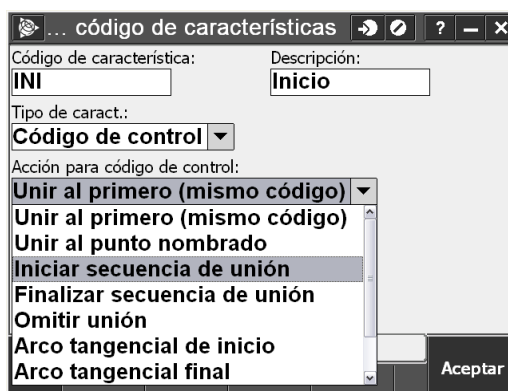 ... código de características ? – x
Código de característica: Descripción:
INI Inicio
Tipo de caract.:
Código de control
Acción para código de control:
Unir al primero (mismo código)
Unir al primero (mismo código)
Unir al punto nombrado
Iniciar secuencia de unión
Finalizar secuencia de unión
Omitir unión
Arco tangencial de inicio
Arco tangencial final
Aceptar